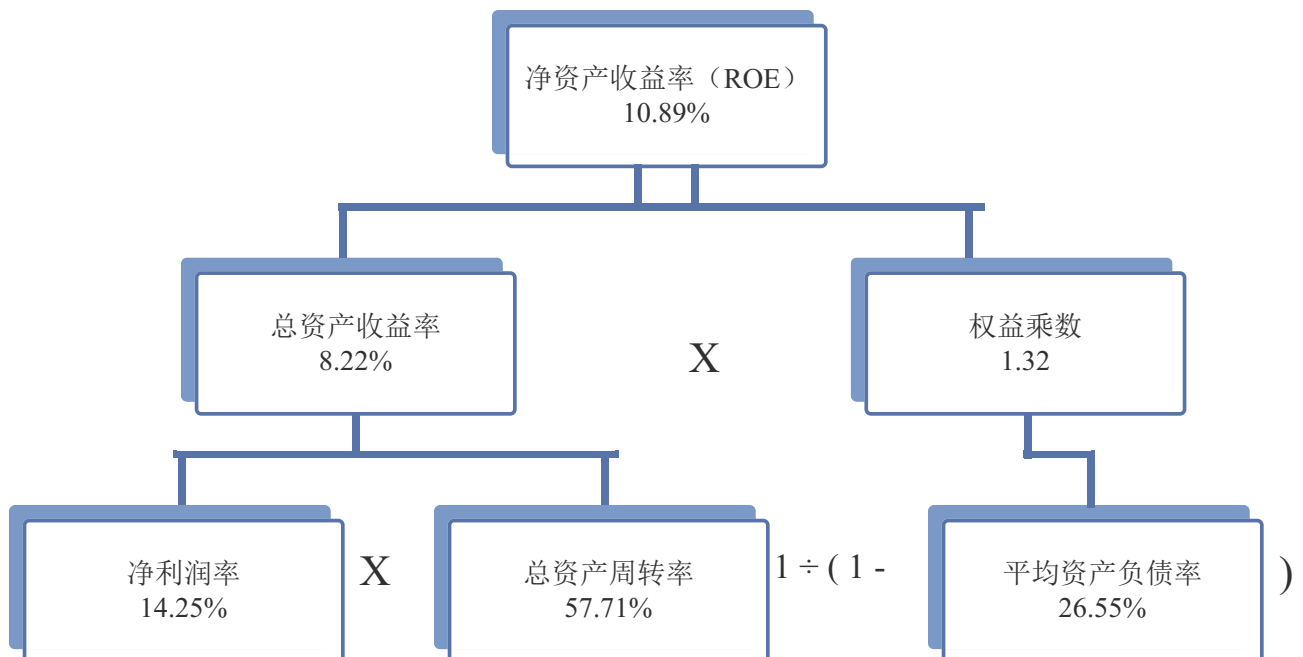 净资产收益率（ROE）
10.89%
总资产收益率
8.22%
X
权益乘数
1.32
净利润率
14.25%
X
总资产周转率
57.71%
1 ÷ ( 1 -
平均资产负债率
26.55%
)